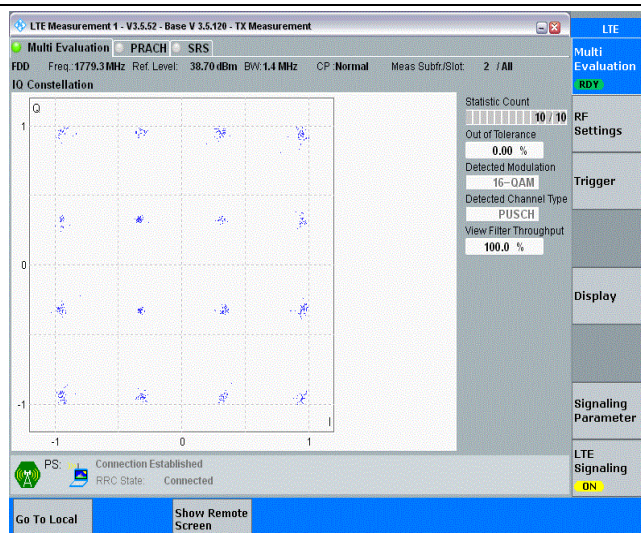 LTE Measurement 1 - V3.5.52 - Base V 3.5.120 - TX Measurement
LTE
Multi Evaluation PRACH SRS
Multi
Evaluation
RDY
FDD Freq.:1779.3 MHz Ref. Level: 38.70 dBm BW:1.4 MHz CP :Normal Meas Subfr./Slot: 2 / All
IQ Constellation
Q
1
0
-1
-1 0 1
I
Statistic Count
10 / 10
Out of Tolerance
0.00 %
Detected Modulation
16-QAM
Detected Channel Type
PUSCH
View Filter Throughput
100.0 %
RF
Settings
Trigger
Display
Signaling
Parameter
LTE
Signaling
ON
PS: Connection Established
RRC State: Connected
Go To Local
Show Remote
Screen